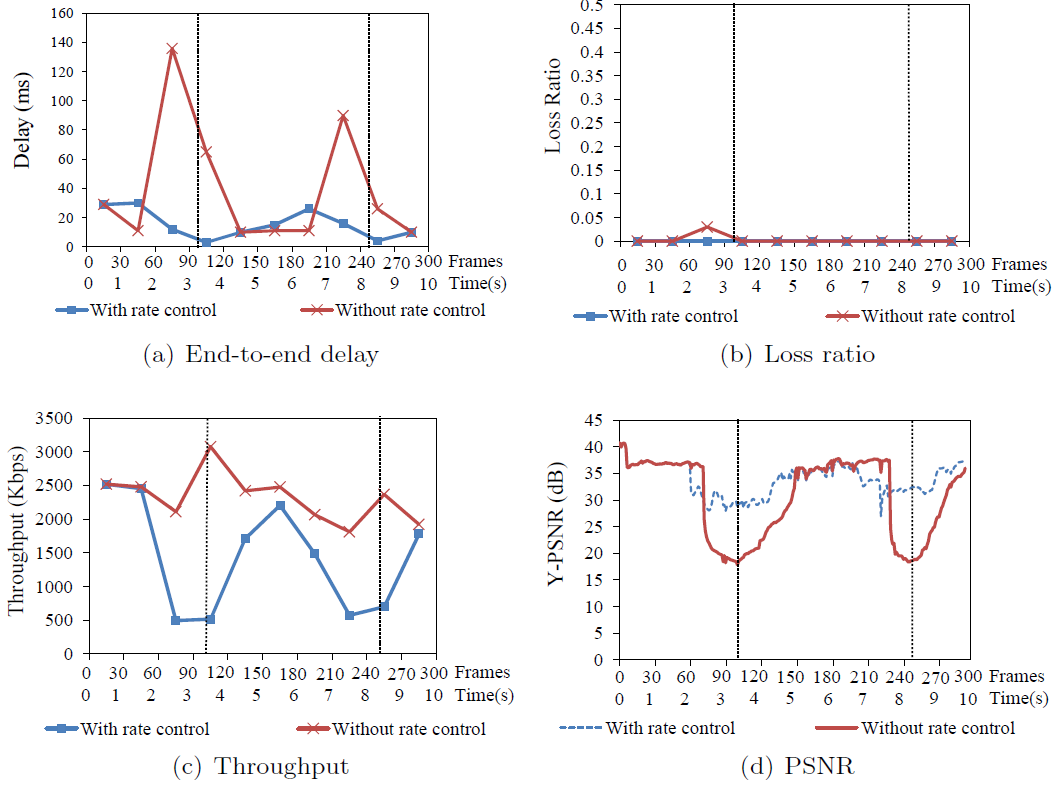 160
140
120
100
80
60
40
20
0
Delay (ms)
0 30 60 90 120 150 180 210 240 270 300 Frames
0 1 2 3 4 5 6 7 8 9 10 Time(s)
With rate control Without rate control
(a) End-to-end delay
0.5
0.45
0.4
0.35
0.3
0.25
0.2
0.15
0.1
0.05
0
Loss Ratio
0 30 60 90 120 150 180 210 240 270 300 Frames
0 1 2 3 4 5 6 7 8 9 10 Time(s)
With rate control Without rate control
(b) Loss ratio
3500
3000
2500
2000
1500
1000
500
0
Throughput (Kbps)
0 30 60 90 120 150 180 210 240 270 300 Frames
0 1 2 3 4 5 6 7 8 9 10 Time(s)
With rate control Without rate control
(c) Throughput
45
40
35
30
25
20
15
10
5
0
Y-PSNR (dB)
0 30 60 90 120 150 180 210 240 270 300 Frames
0 1 2 3 4 5 6 7 8 9 10 Time(s)
With rate control Without rate control
(d) PSNR